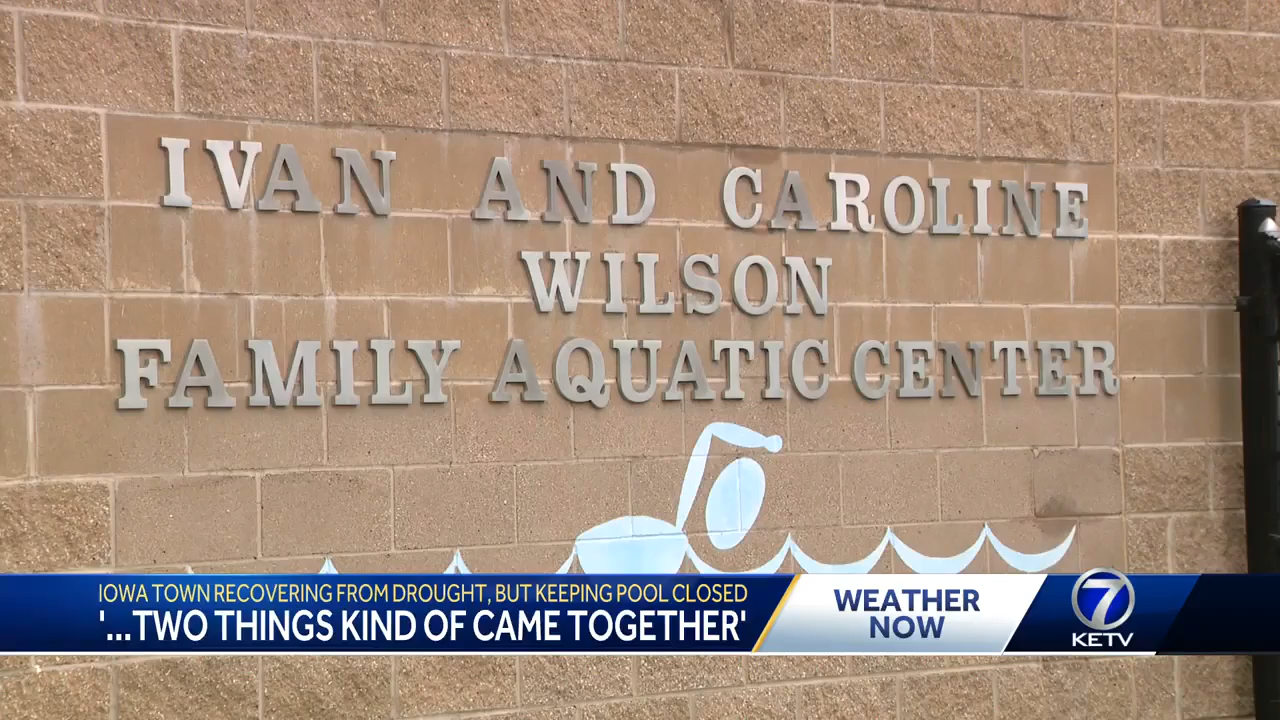 IVAN AND CAROLINE
WILSON
FAMILY AQUATIC CENTER
IOWA TOWN RECOVERING FROM DROUGHT, BUT KEEPING POOL CLOSED
'...TWO THINGS KIND OF CAME TOGETHER'
WEATHER
NOW
7
KETV